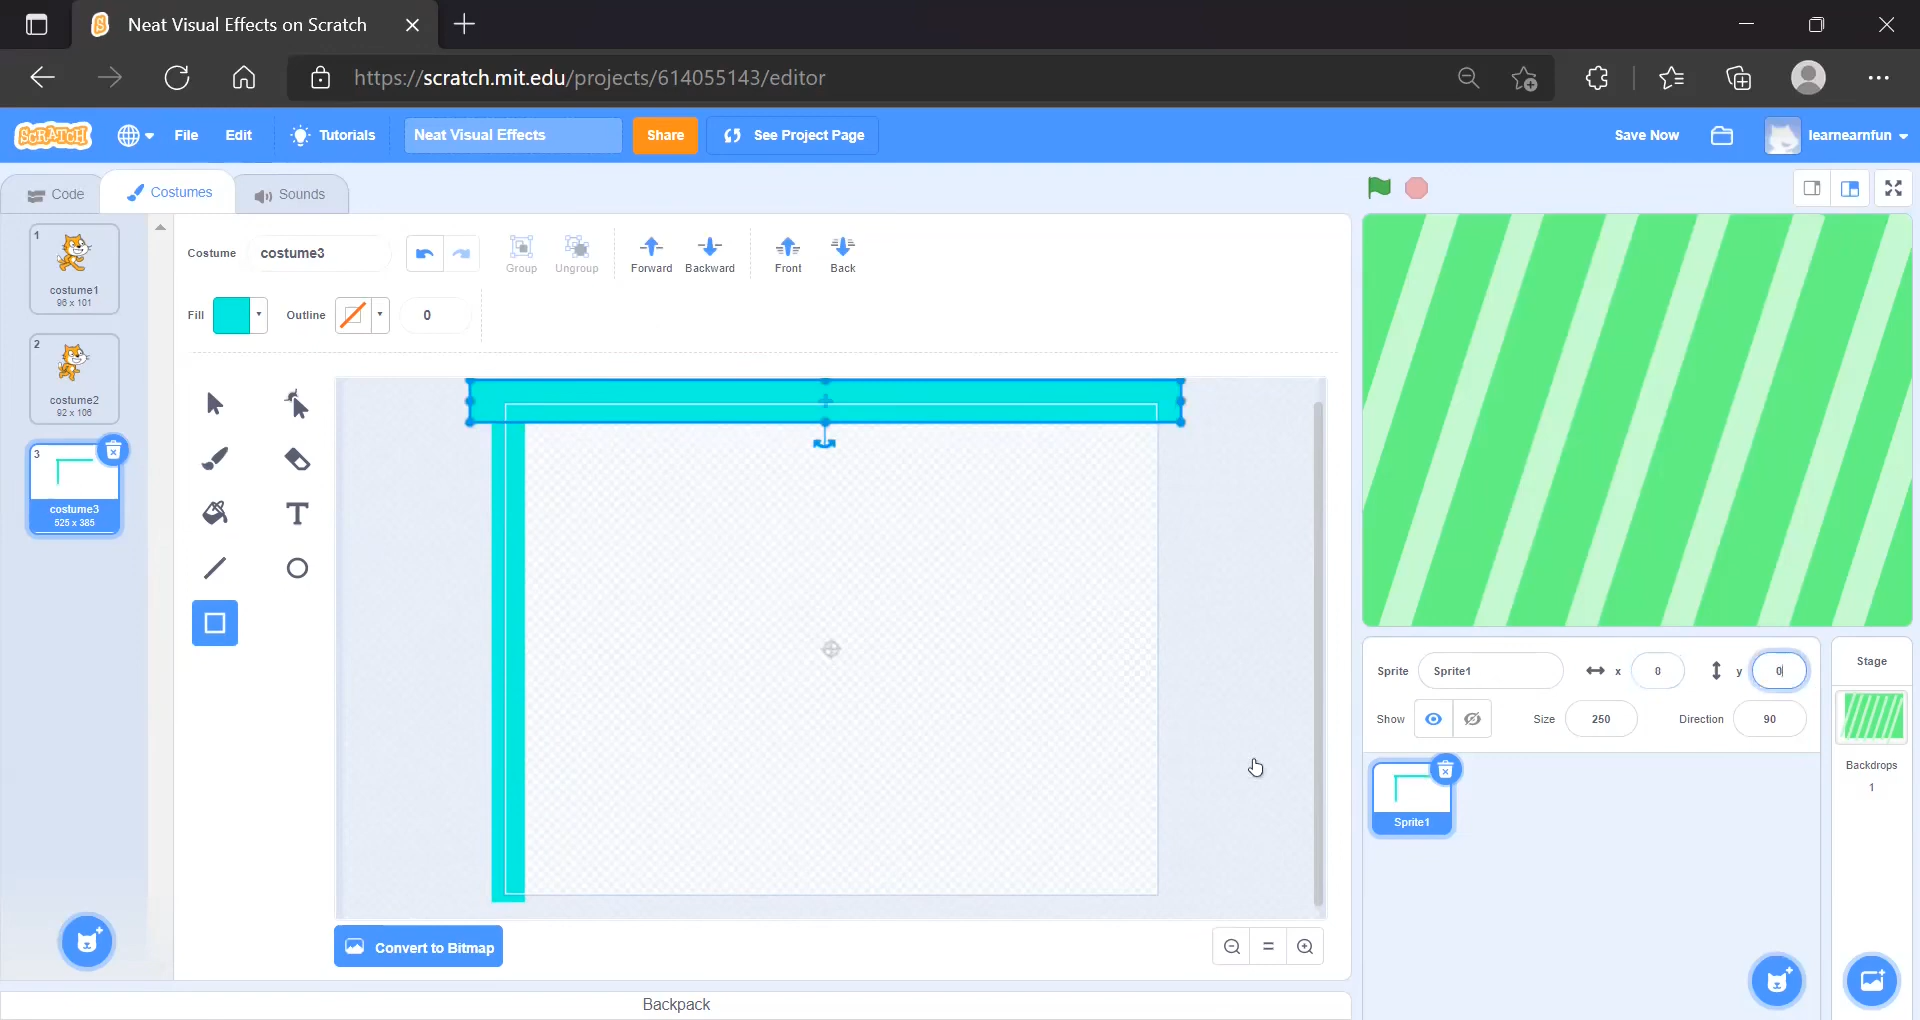 Neat Visual Effects on Scratch
https://scratch.mit.edu/projects/614055143/editor
SCRATCH
File
Edit
Tutorials
Neat Visual Effects
Share
See Project Page
Save Now
learnearnfun
Code
Costumes
Sounds
1
costume1
96 x 101
2
costume2
92 x 106
3
costume3
525 x 385
Costume
costume3
Group
Ungroup
Forward
Backward
Front
Back
Fill
Outline
0
T
Convert to Bitmap
Backpack
Sprite
Sprite1
x
0
y
0
Show
Size
250
Direction
90
Sprite1
Stage
Backdrops
1